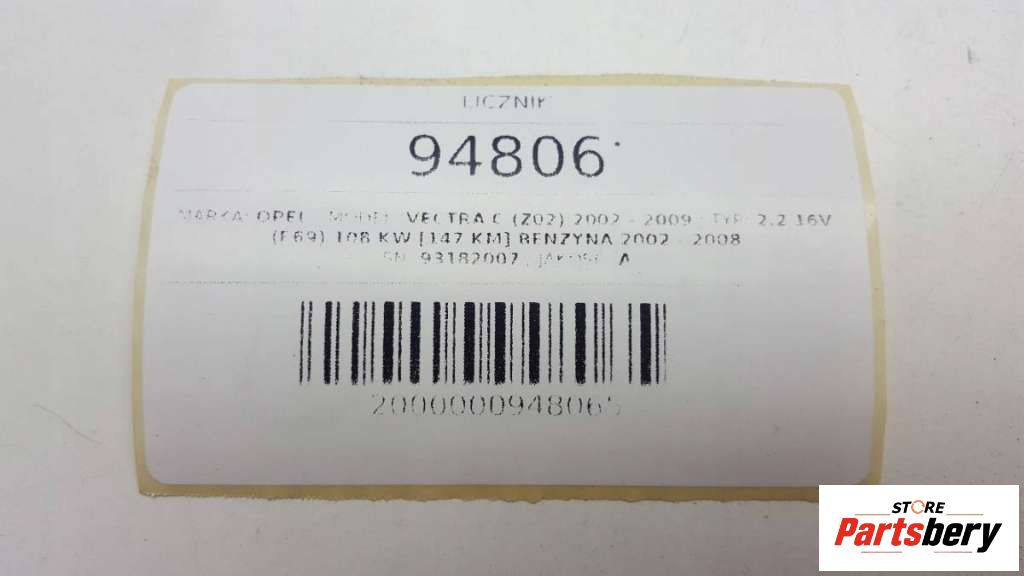 LICZNIK
94806
MARKA: OPEL MODEL: VECTRA C (Z02) 2002 - 2009 TYP: 2.2 16V
(F69) 108 KW [147 KM] BENZYNA 2002 - 2008
SN: 93182007 JAKOŚĆ: A
2000000948065
STORE
Partsbery